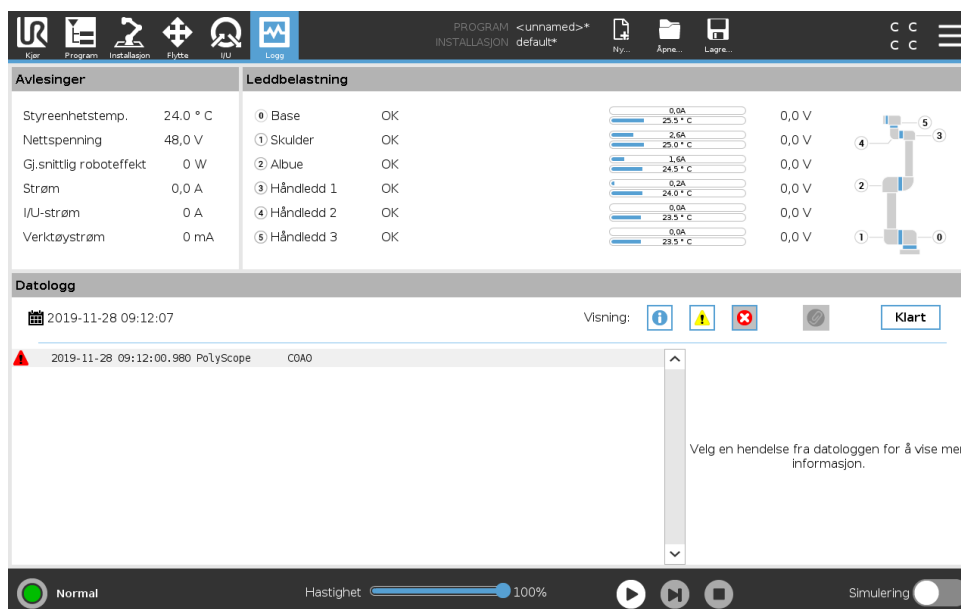 UR
PROGRAM <unnamed>*
INSTALLASJON default*
Kjør Program Installasjon Flytte I/U Logg Ny... Åpne... Lagre...
C C
C C
Avlesinger
Styreenhetstemp. 24.0 ° C
Nettspenning 48,0 V
Gj.snittlig roboteffekt 0 W
Strøm 0,0 A
I/U-strøm 0 A
Verktøystrøm 0 mA
Leddbelastning
0 Base OK 0,0A 25.5 ° C 0,0 V
1 Skulder OK 2,6A 25.0 ° C 0,0 V
2 Albue OK 1,6A 24.5 ° C 0,0 V
3 Håndledd 1 OK 0,2A 24.0 ° C 0,0 V
4 Håndledd 2 OK 0,0A 23.5 ° C 0,0 V
5 Håndledd 3 OK 0,0A 23.5 ° C 0,0 V
5
4 3
2
1 0
Datologg
2019-11-28 09:12:07 Visning: Klart
2019-11-28 09:12:00.980 PolyScope C0A0
Velg en hendelse fra datologgen for å vise mer
informasjon.
Normal Hastighet 100% Simulering